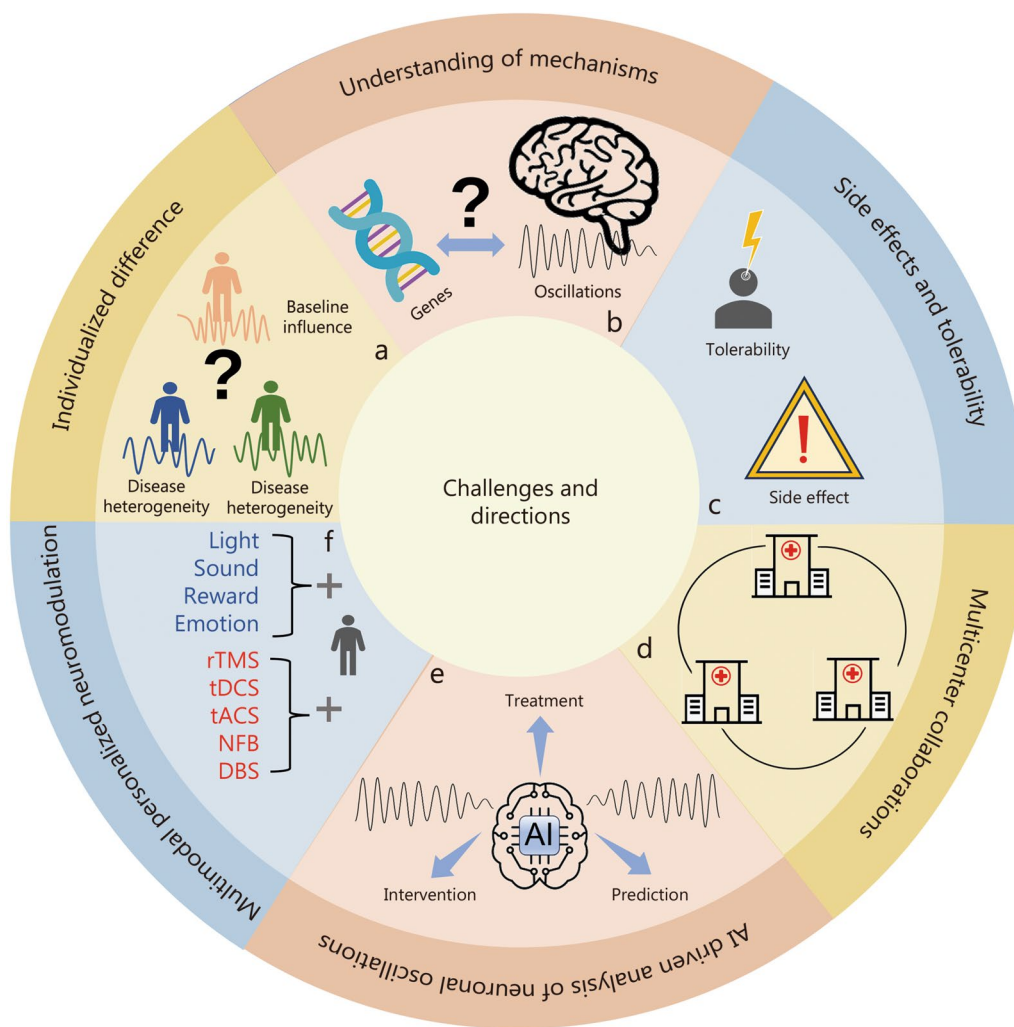 Understanding of mechanisms
?
Genes
Oscillations
b
Individualized difference
Baseline
influence
a
?
Disease
heterogeneity
Disease
heterogeneity
Side effects and tolerability
Tolerability
!
Side effect
c
Challenges and
directions
Multimodal personalized neuromodulation
f
Light
Sound
Reward
Emotion
+
rTMS
tDCS
tACS
NFB
DBS
+
Multicenter collaborations
d
e
Treatment
AI
Intervention
Prediction
AI driven analysis of neuronal oscillations